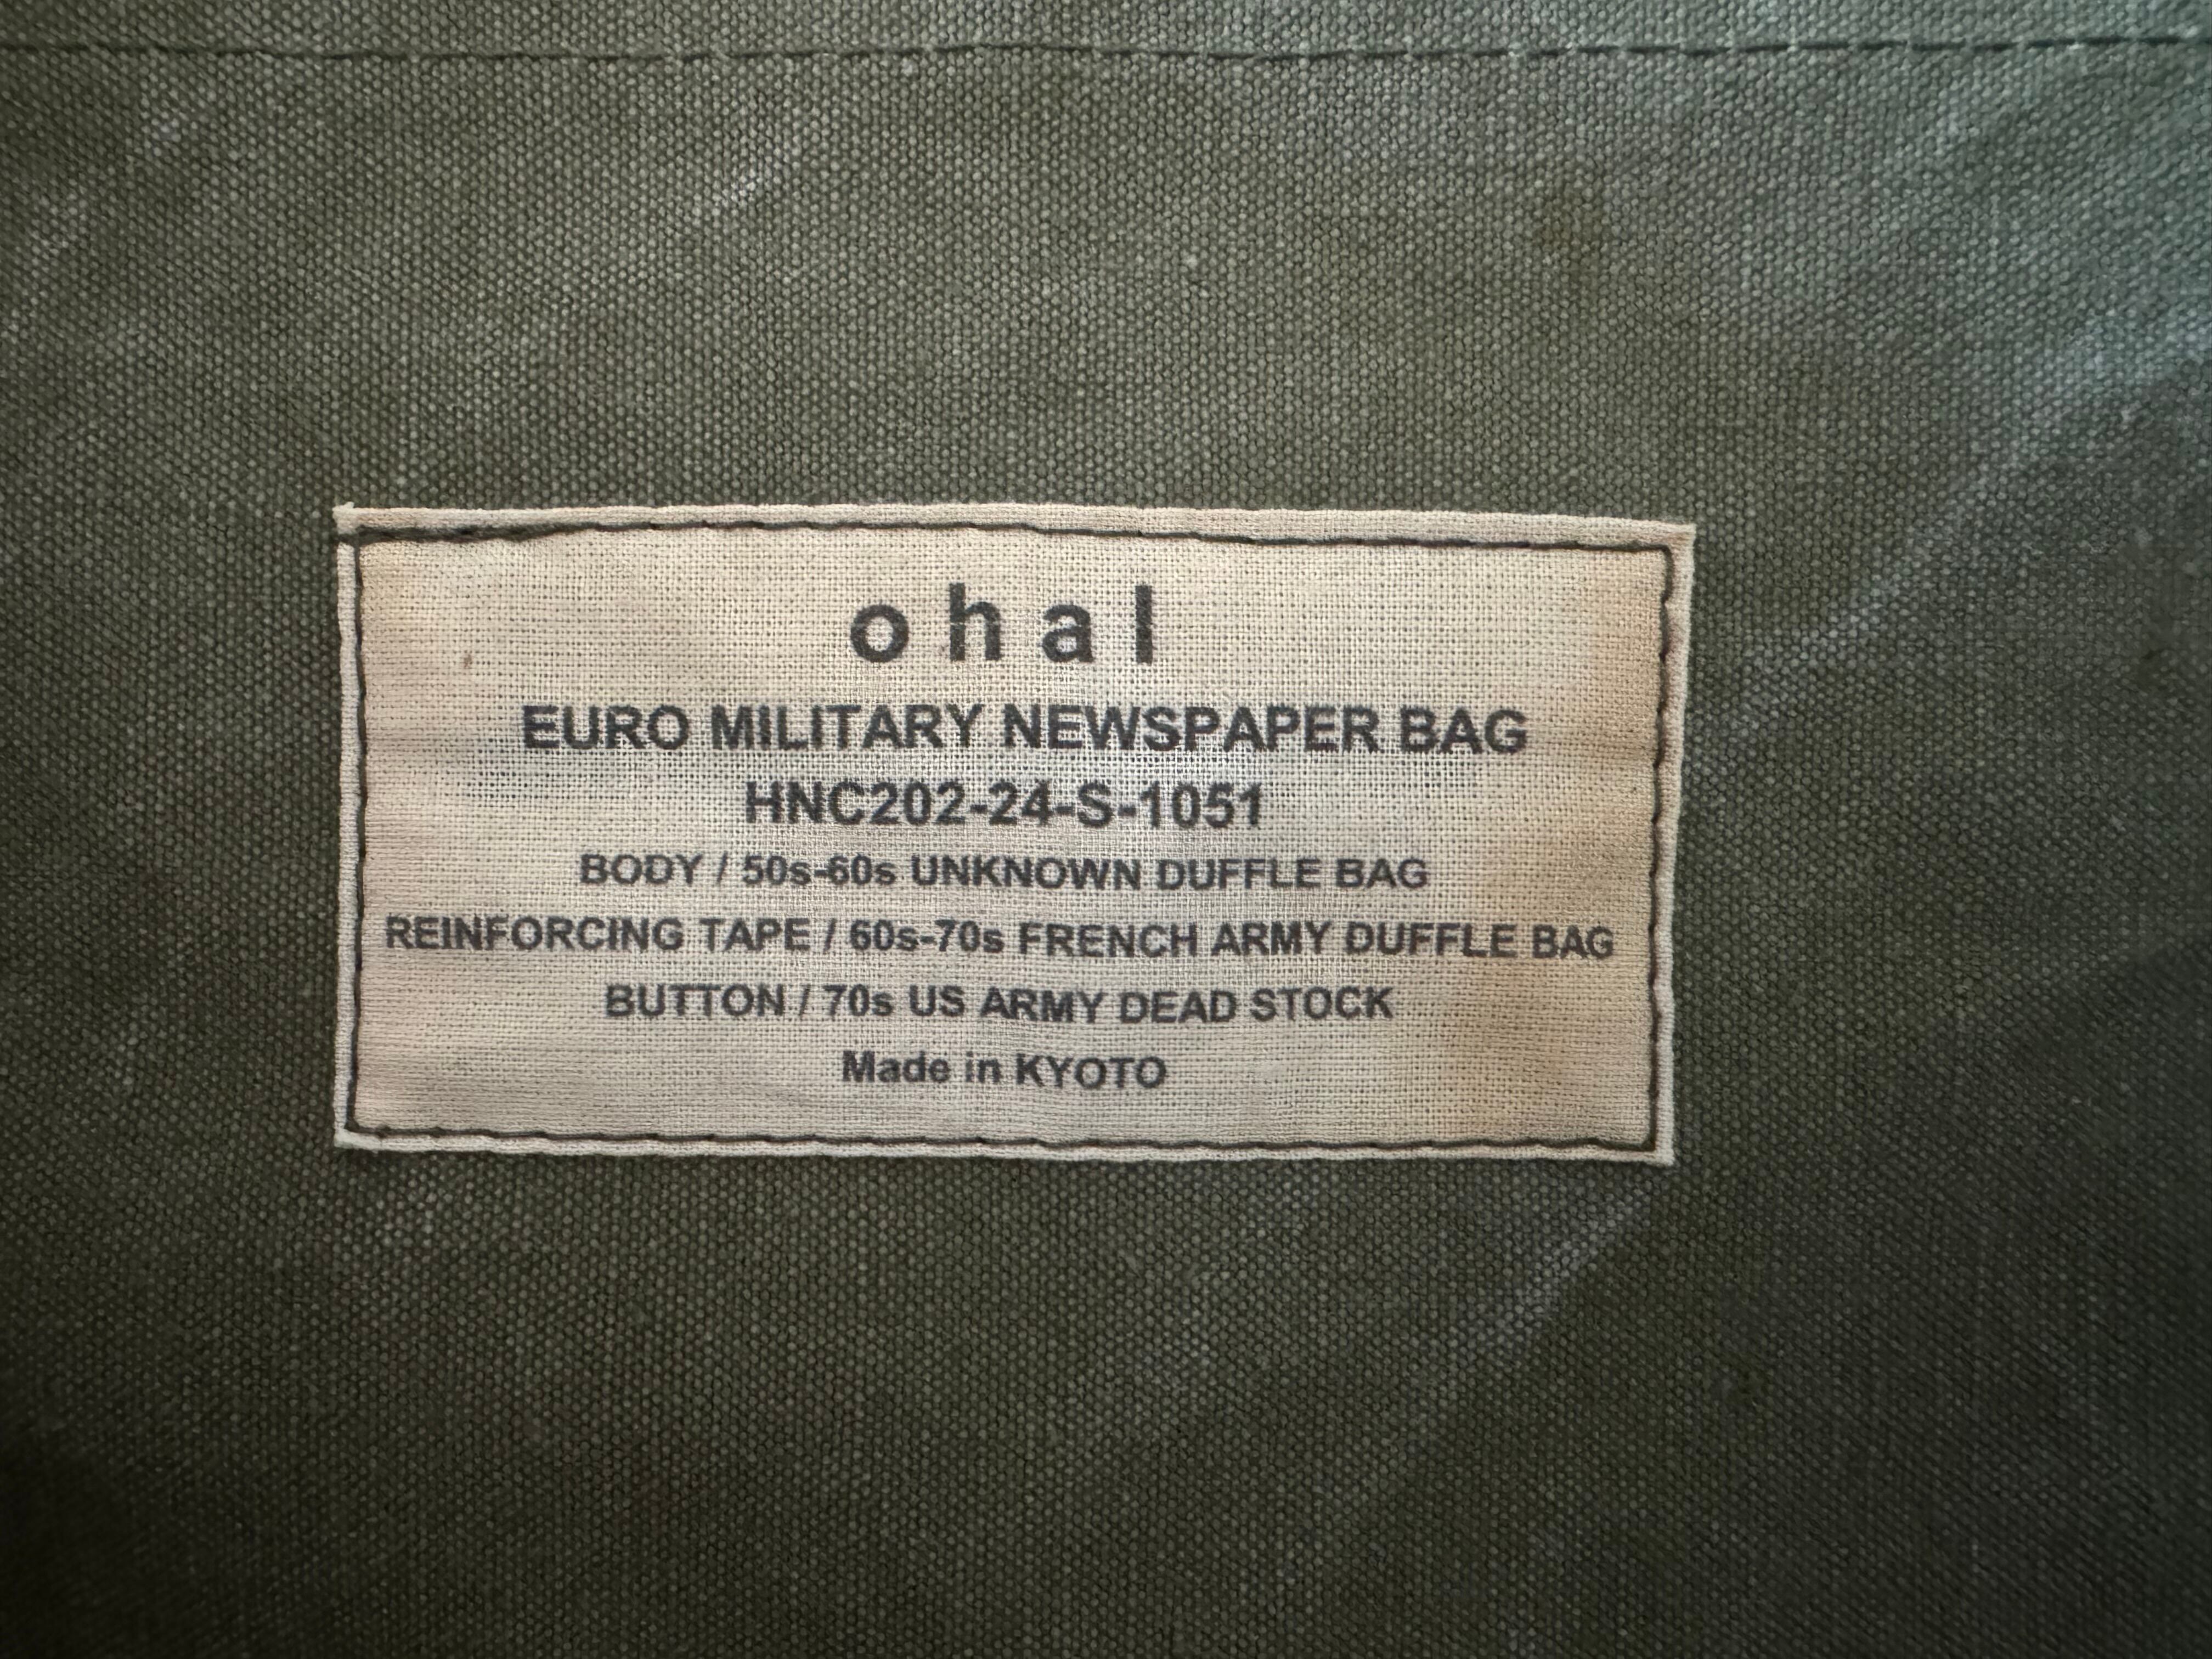 ohal
EURO MILITARY NEWSPAPER BAG
HNC202-24-S-1051
BODY / 50s-60s UNKNOWN DUFFLE BAG
REINFORCING TAPE / 60s-70s FRENCH ARMY DUFFLE BAG
BUTTON / 70s US ARMY DEAD STOCK
Made in KYOTO